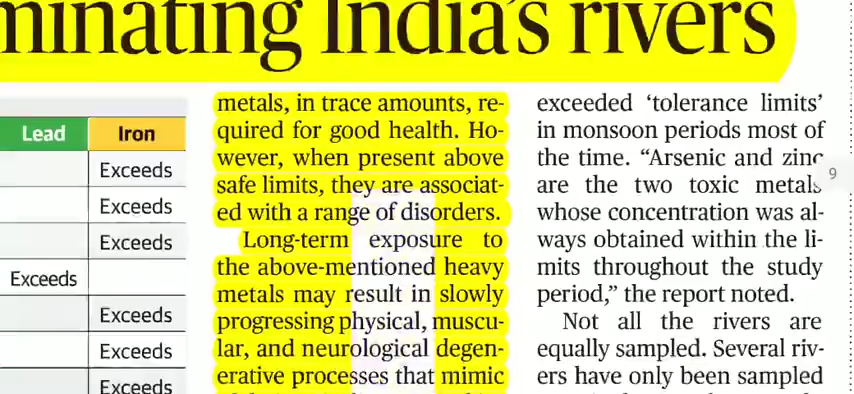 minating India's rivers
Lead Iron
Exceeds
Exceeds
Exceeds
Exceeds
Exceeds
Exceeds
Exceeds
metals, in trace amounts, re-
quired for good health. Ho-
wever, when present above
safe limits, they are associat-
ed with a range of disorders.
Long-term exposure to
the above-mentioned heavy
metals may result in slowly
progressing physical, muscu-
lar, and neurological degen-
erative processes that mimic
exceeded ‘tolerance limits’
in monsoon periods most of
the time. “Arsenic and zinc
are the two toxic metals
whose concentration was al-
ways obtained within the li-
mits throughout the study
period,” the report noted.
Not all the rivers are
equally sampled. Several riv-
ers have only been sampled
9